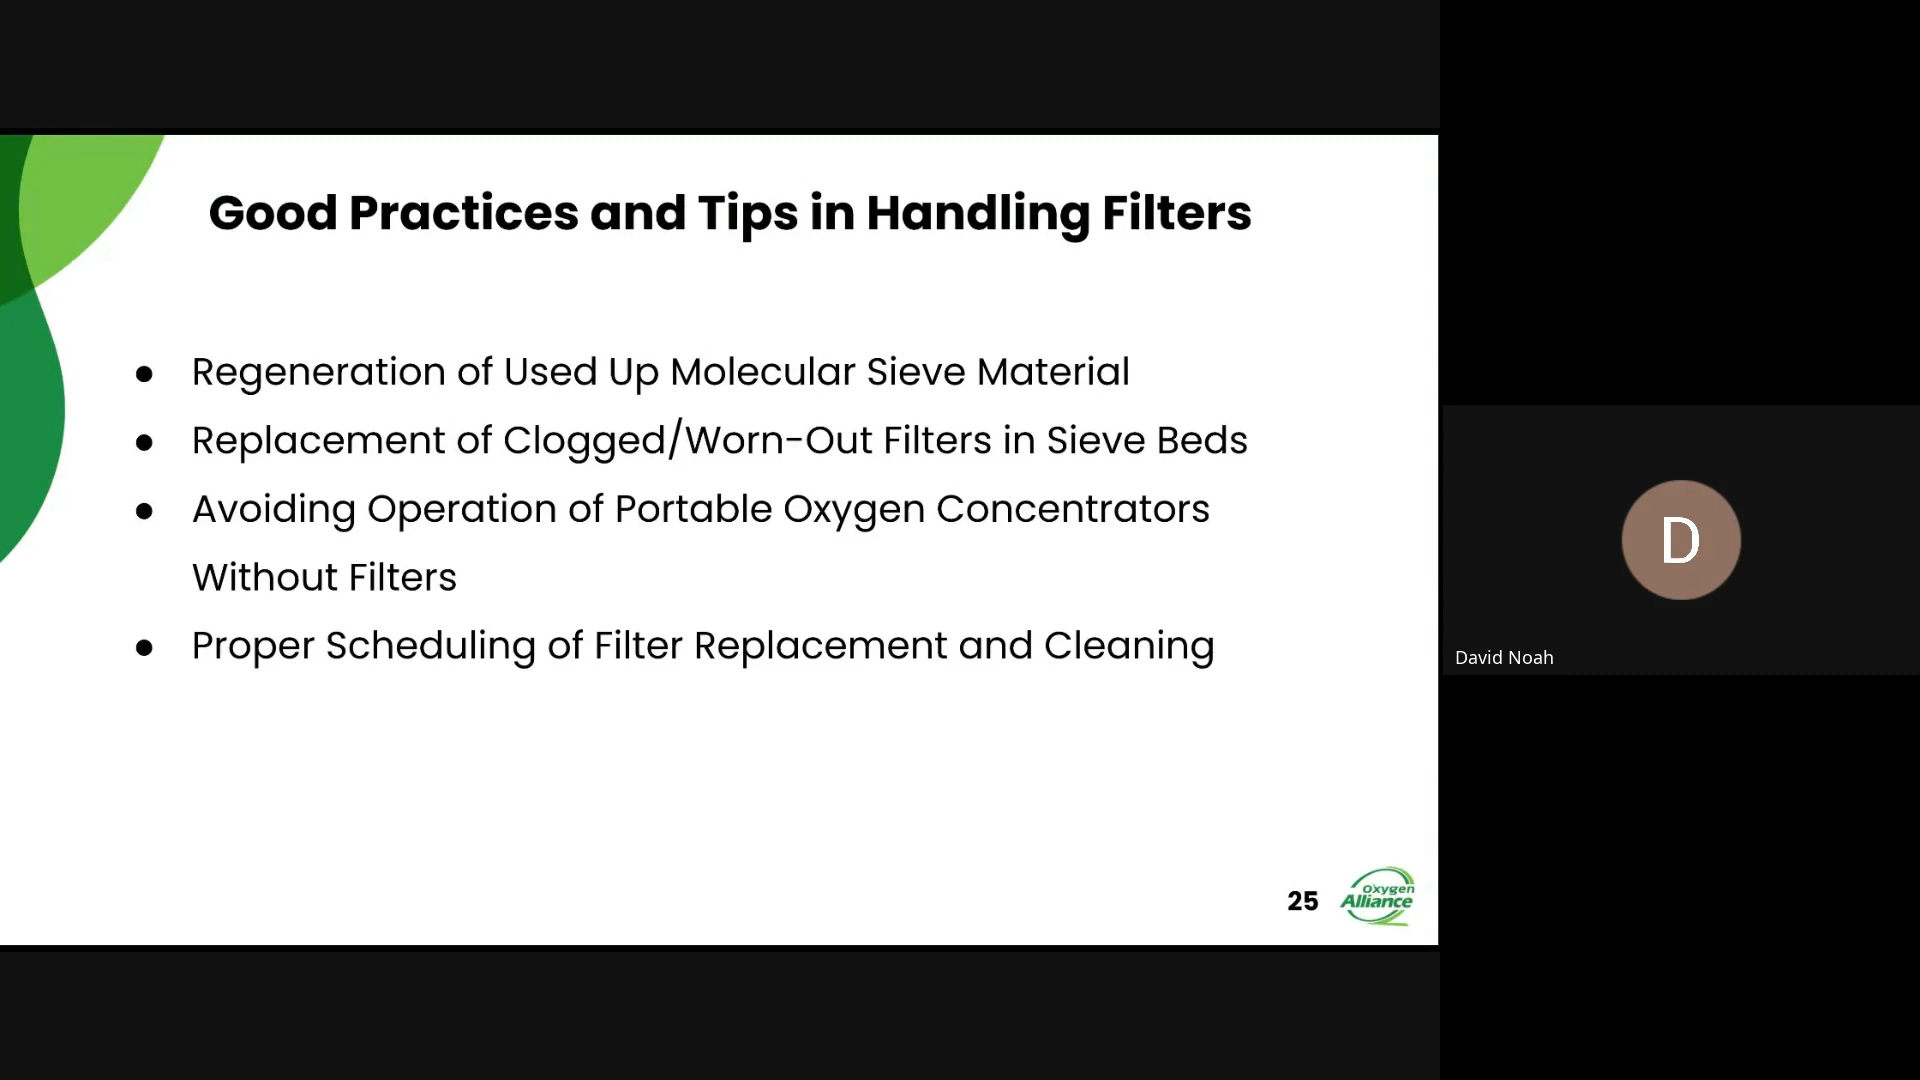 Good Practices and Tips in Handling Filters
● Regeneration of Used Up Molecular Sieve Material
● Replacement of Clogged/Worn-Out Filters in Sieve Beds
● Avoiding Operation of Portable Oxygen Concentrators
Without Filters
● Proper Scheduling of Filter Replacement and Cleaning
25
Oxygen
Alliance
D
David Noah